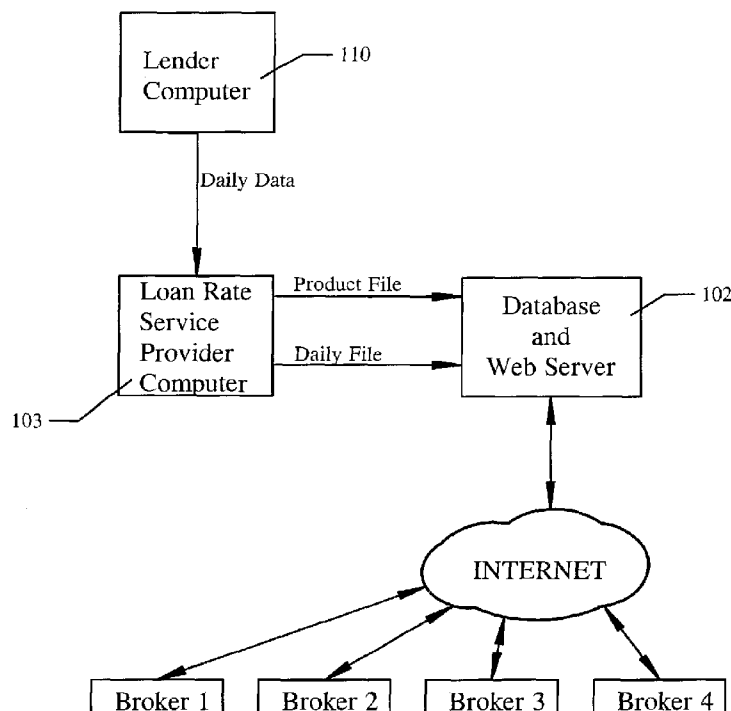 Lender
Computer
110
Daily Data
Loan Rate
Service
Provider
Computer
103
Product File
Daily File
Database
and
Web Server
102
INTERNET
Broker 1
Broker 2
Broker 3
Broker 4